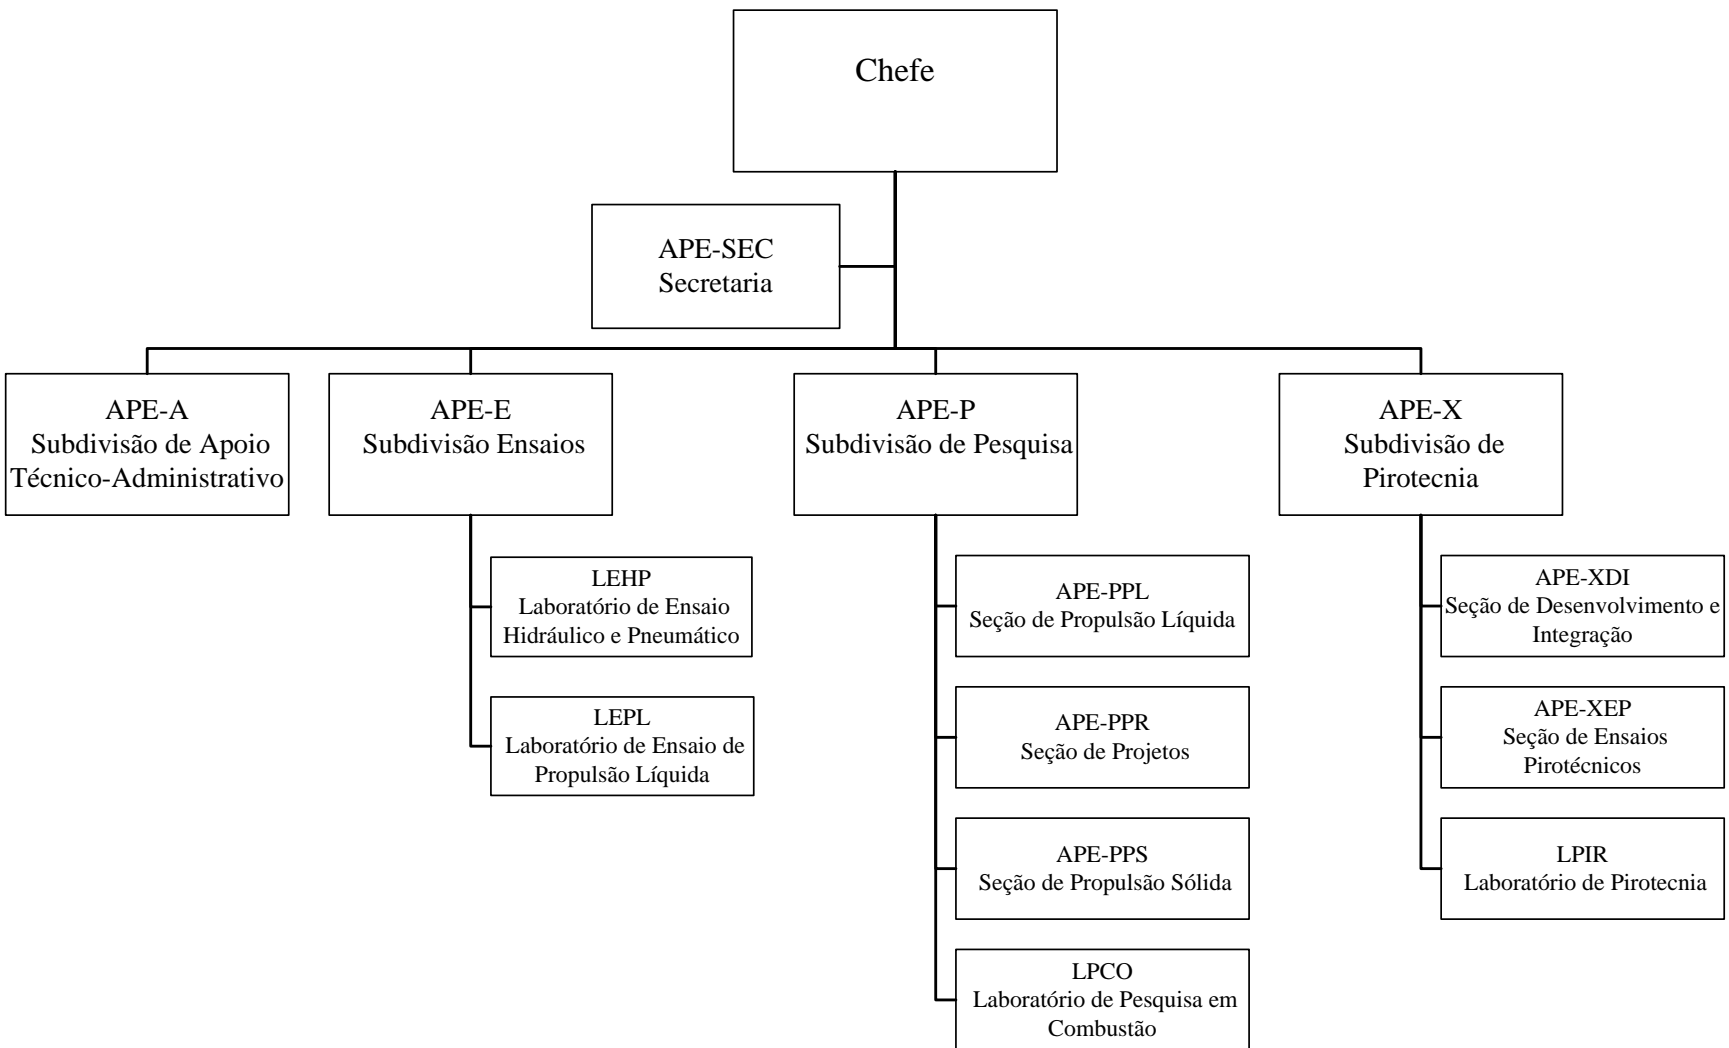 Chefe
APE-SEC
Secretaria
APE-A
Subdivisão de Apoio
Técnico-Administrativo
APE-E
Subdivisão Ensaios
APE-P
Subdivisão de Pesquisa
APE-X
Subdivisão de
Pirotecnia
LEHP
Laboratório de Ensaio
Hidráulico e Pneumático
LEPL
Laboratório de Ensaio de
Propulsão Líquida
APE-PPL
Seção de Propulsão Líquida
APE-PPR
Seção de Projetos
APE-PPS
Seção de Propulsão Sólida
LPCO
Laboratório de Pesquisa em
Combustão
APE-XDI
Seção de Desenvolvimento e
Integração
APE-XEP
Seção de Ensaios
Pirotécnicos
LPIR
Laboratório de Pirotecnia